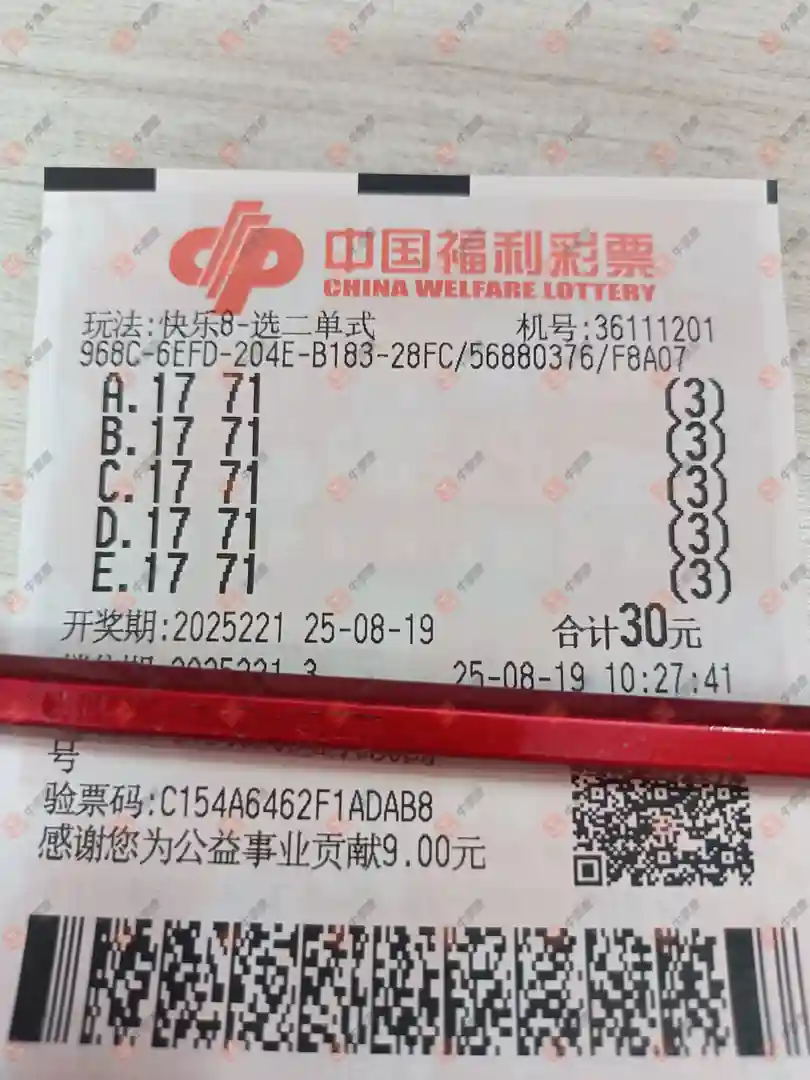 中国福利彩票
CHINA WELFARE LOTTERY
玩法:快乐8-选二单式 机号:36111201
968C-6EFD-204E-B183-28FC/56880376/F8A07
A.17 71 (3)
B.17 71 (3)
C.17 71 (3)
D.17 71 (3)
E.17 71 (3)
开奖期:2025221 25-08-19 合计30元
25-08-19 10:27:41
号
验票码:C154A6462F1ADAB8
感谢您为公益事业贡献9.00元